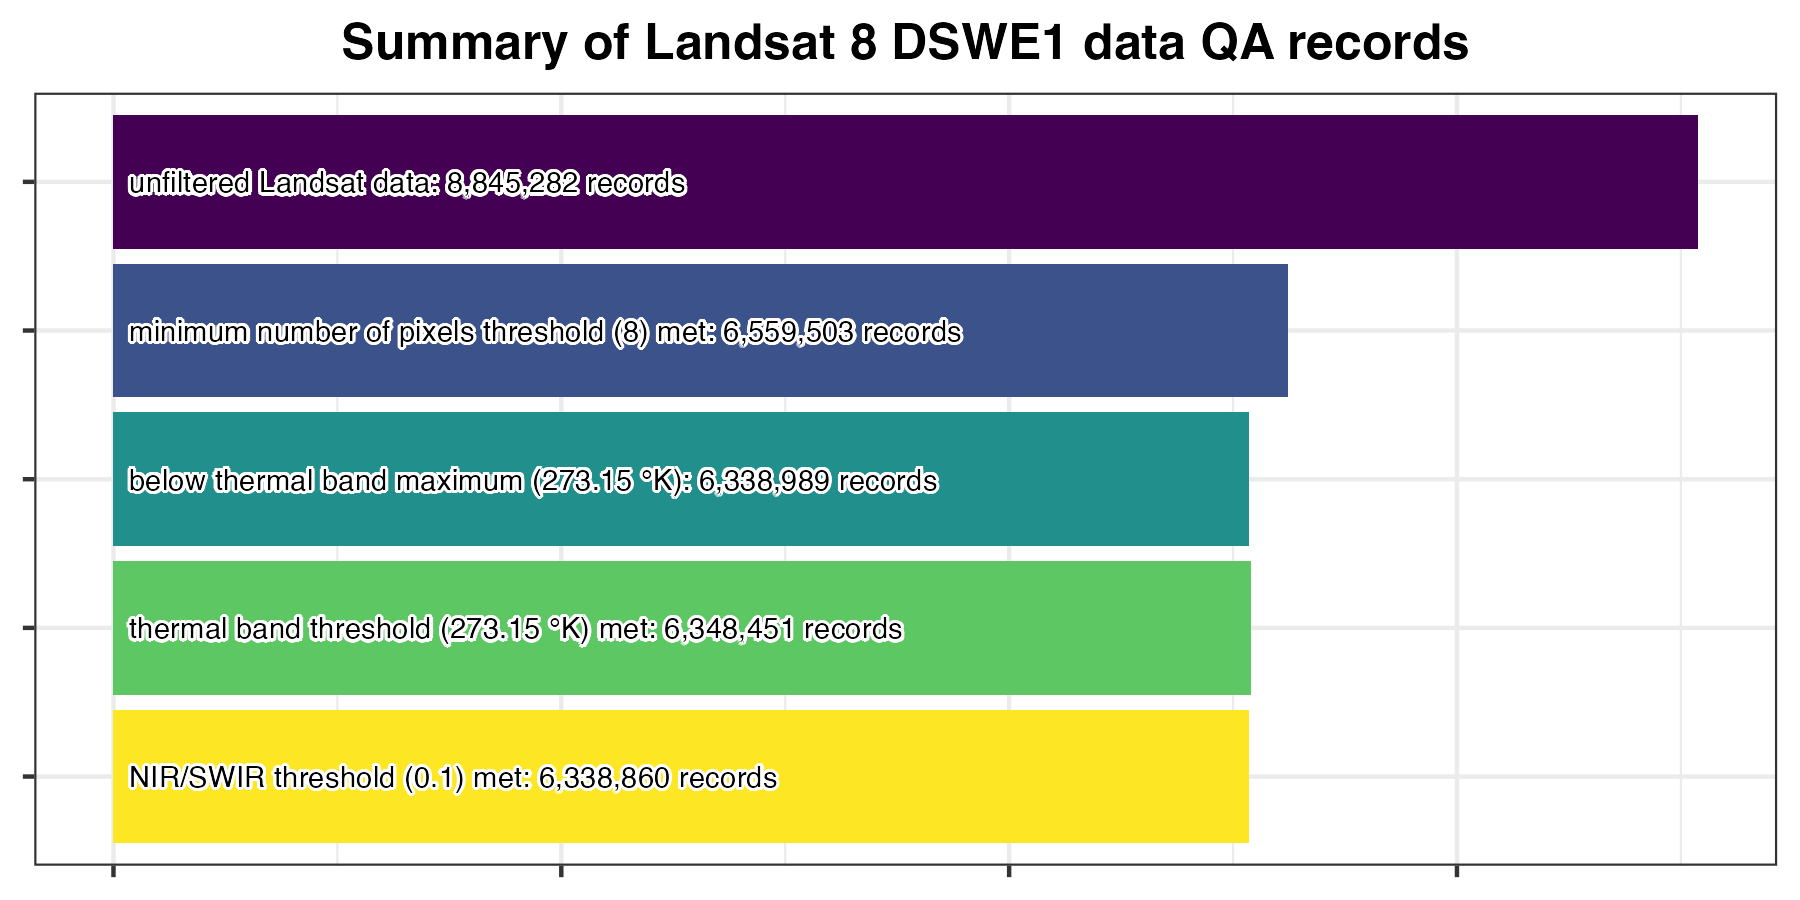 Summary of Landsat 8 DSWE1 data QA records
unfiltered Landsat data: 8,845,282 records
minimum number of pixels threshold (8) met: 6,559,503 records
below thermal band maximum (273.15 °K): 6,338,989 records
thermal band threshold (273.15 °K) met: 6,348,451 records
NIR/SWIR threshold (0.1) met: 6,338,860 records